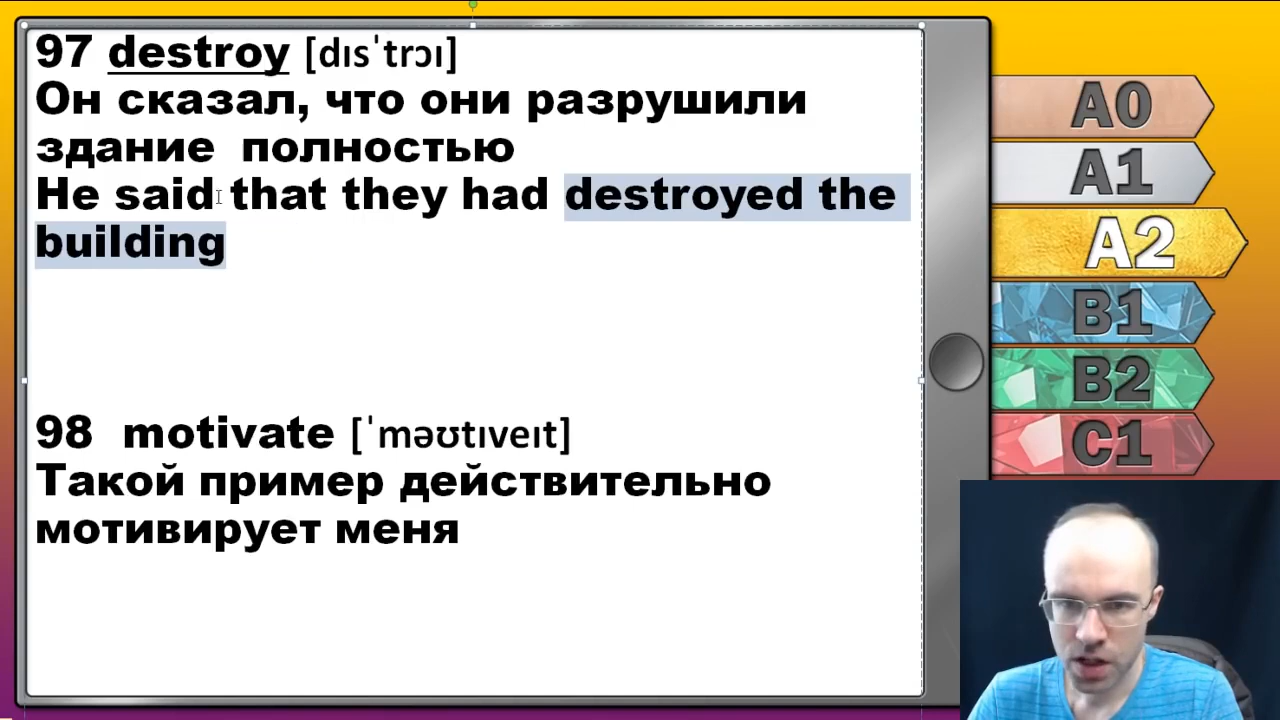 97 destroy [dɪsˈtrɔɪ]
Он сказал, что они разрушили
здание полностью
He said that they had destroyed the
building
98 motivate [ˈməʊtɪveɪt]
Такой пример действительно
мотивирует меня
A0
A1
A2
B1
B2
C1